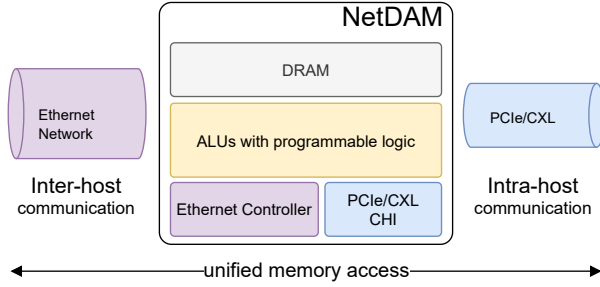 NetDAM
DRAM
Ethernet
Network
ALUs with programmable logic
PCIe/CXL
Inter-host
communication
Ethernet Controller
PCIe/CXL
CHI
Intra-host
communication
unified memory access